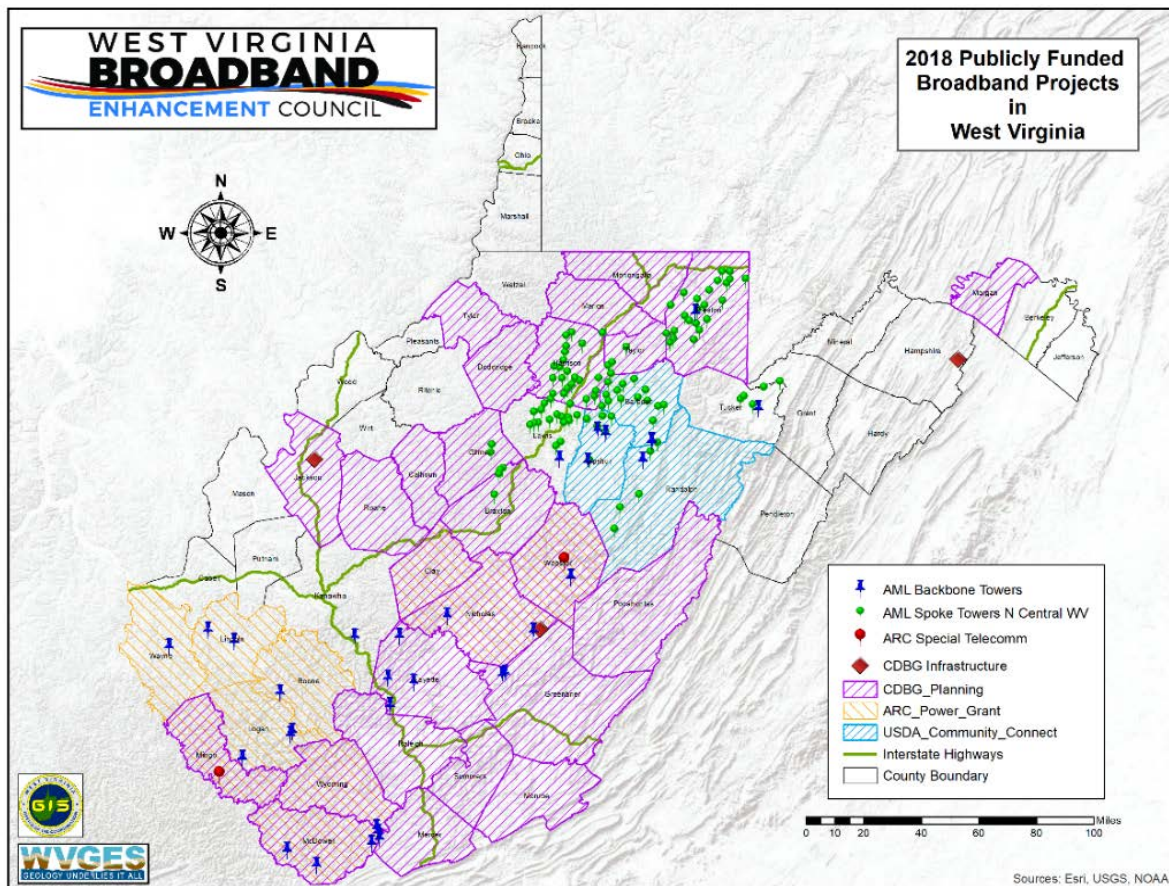 WEST VIRGINIA
BROADBAND
ENHANCEMENT COUNCIL
2018 Publicly Funded
Broadband Projects
in
West Virginia
N
W
E
S
Hancock
Brooke
Ohio
Marshall
Wetzel
Monongalia
Marion
Preston
Tyler
Pleasants
Doddridge
Harrison
Taylor
Morgan
Berkeley
Jefferson
Mineral
Hampshire
Wood
Ritchie
Barbour
Tucker
Grant
Hardy
Wirt
Lewis
Gilmer
Upshur
Randolph
Jackson
Calhoun
Roane
Braxton
Pendleton
Mason
Putnam
Cabell
Clay
Webster
Kanawha
Nicholas
Pocahontas
Lincoln
Wayne
Boone
Fayette
Greenbrier
Logan
Raleigh
Mingo
Wyoming
Summers
Monroe
McDowell
Mercer
AML Backbone Towers
AML Spoke Towers N Central WV
ARC Special Telecomm
CDBG Infrastructure
CDBG_Planning
ARC_Power_Grant
USDA_Community_Connect
Interstate Highways
County Boundary
Miles
0 10 20 40 60 80 100
GIS
WVGES
GEOLOGY UNDERLIES IT ALL
Sources: Esri, USGS, NOAA